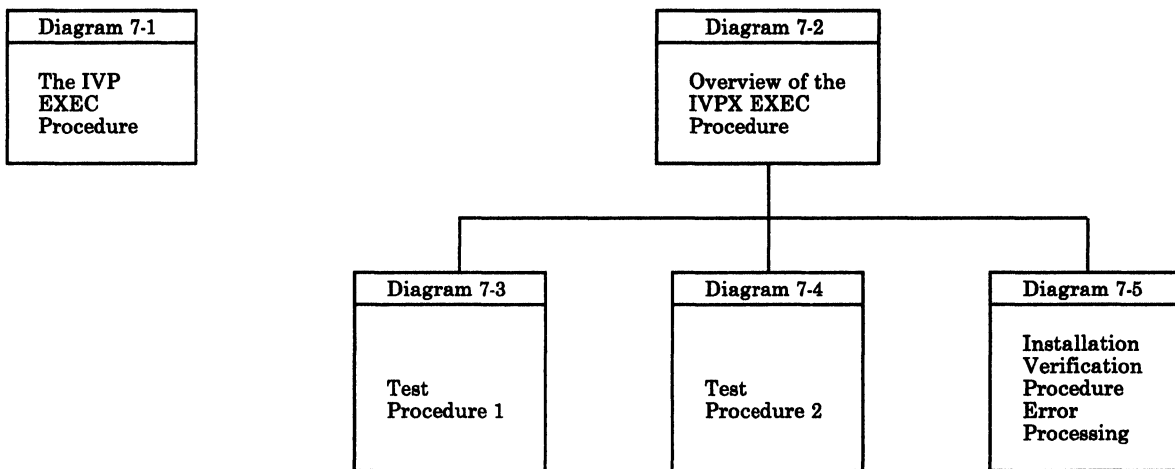 Diagram 7-1
The IVP
EXEC
Procedure
Diagram 7-2
Overview of the
IVPX EXEC
Procedure
Diagram 7-3
Test
Procedure 1
Diagram 7-4
Test
Procedure 2
Diagram 7-5
Installation
Verification
Procedure
Error
Processing